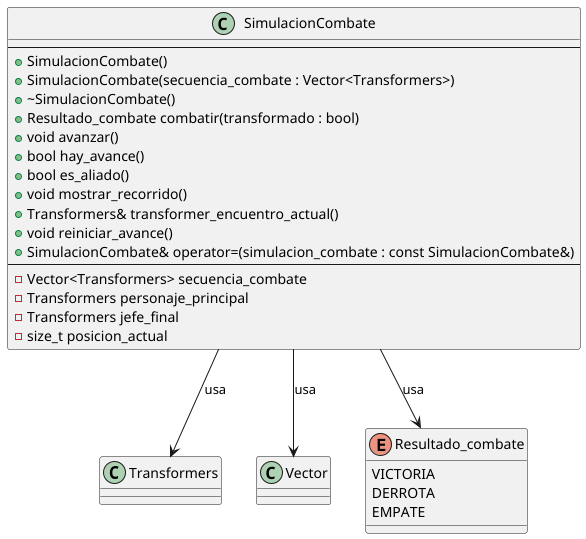 C SimulacionCombate
SimulacionCombate()
SimulacionCombate(secuencia_combate : Vector<Transformers>)
~SimulacionCombate()
Resultado_combate combatir(transformado : bool)
void avanzar()
bool hay_avance()
bool es_aliado()
void mostrar_recorrido()
Transformers& transformer_encuentro_actual()
void reiniciar_avance()
SimulacionCombate& operator=(simulacion_combate : const SimulacionCombate&)
Vector<Transformers> secuencia_combate
Transformers personaje_principal
Transformers jefe_final
size_t posicion_actual
usa usa usa
C Transformers
C Vector
E Resultado_combate
VICTORIA
DERROTA
EMPATE